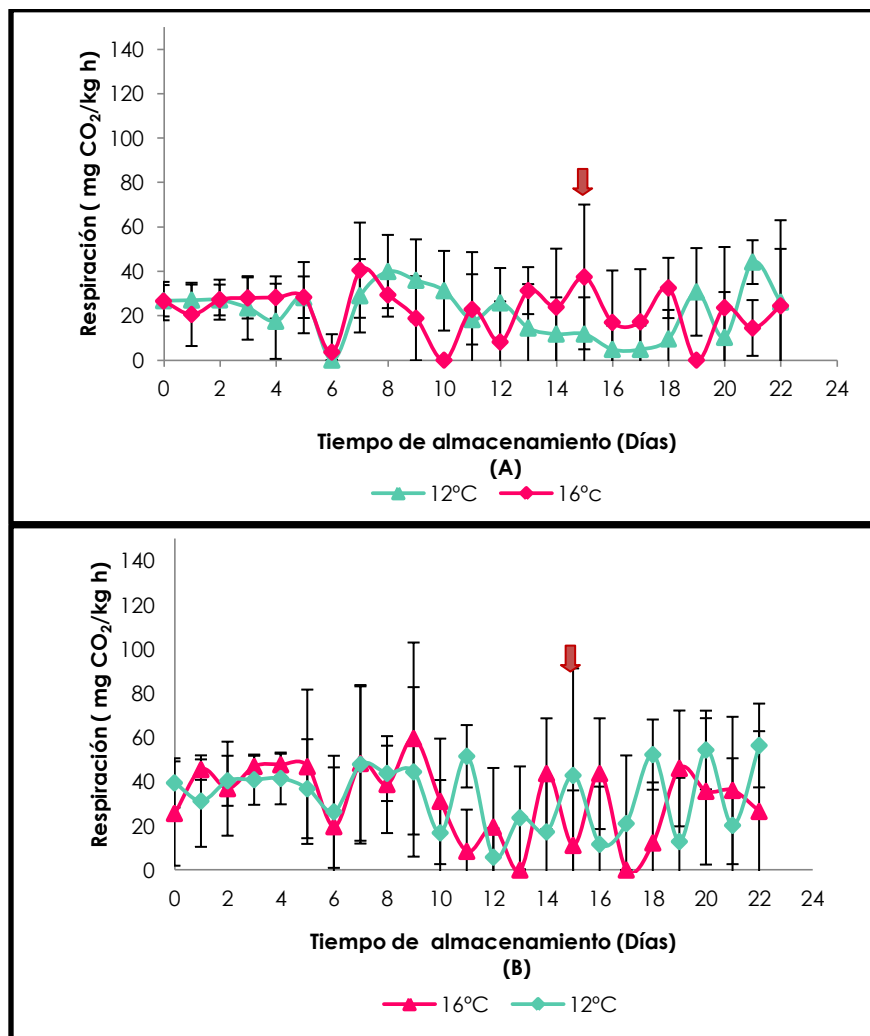 Respiración ( mg CO₂/kg h)
140
120
100
80
60
40
20
0
0 2 4 6 8 10 12 14 16 18 20 22 24
Tiempo de almacenamiento (Días)
(A)
12ºC 16ºc
Respiración ( mg CO₂/kg h)
140
120
100
80
60
40
20
0
0 2 4 6 8 10 12 14 16 18 20 22 24
Tiempo de almacenamiento (Días)
(B)
16ºC 12ºC